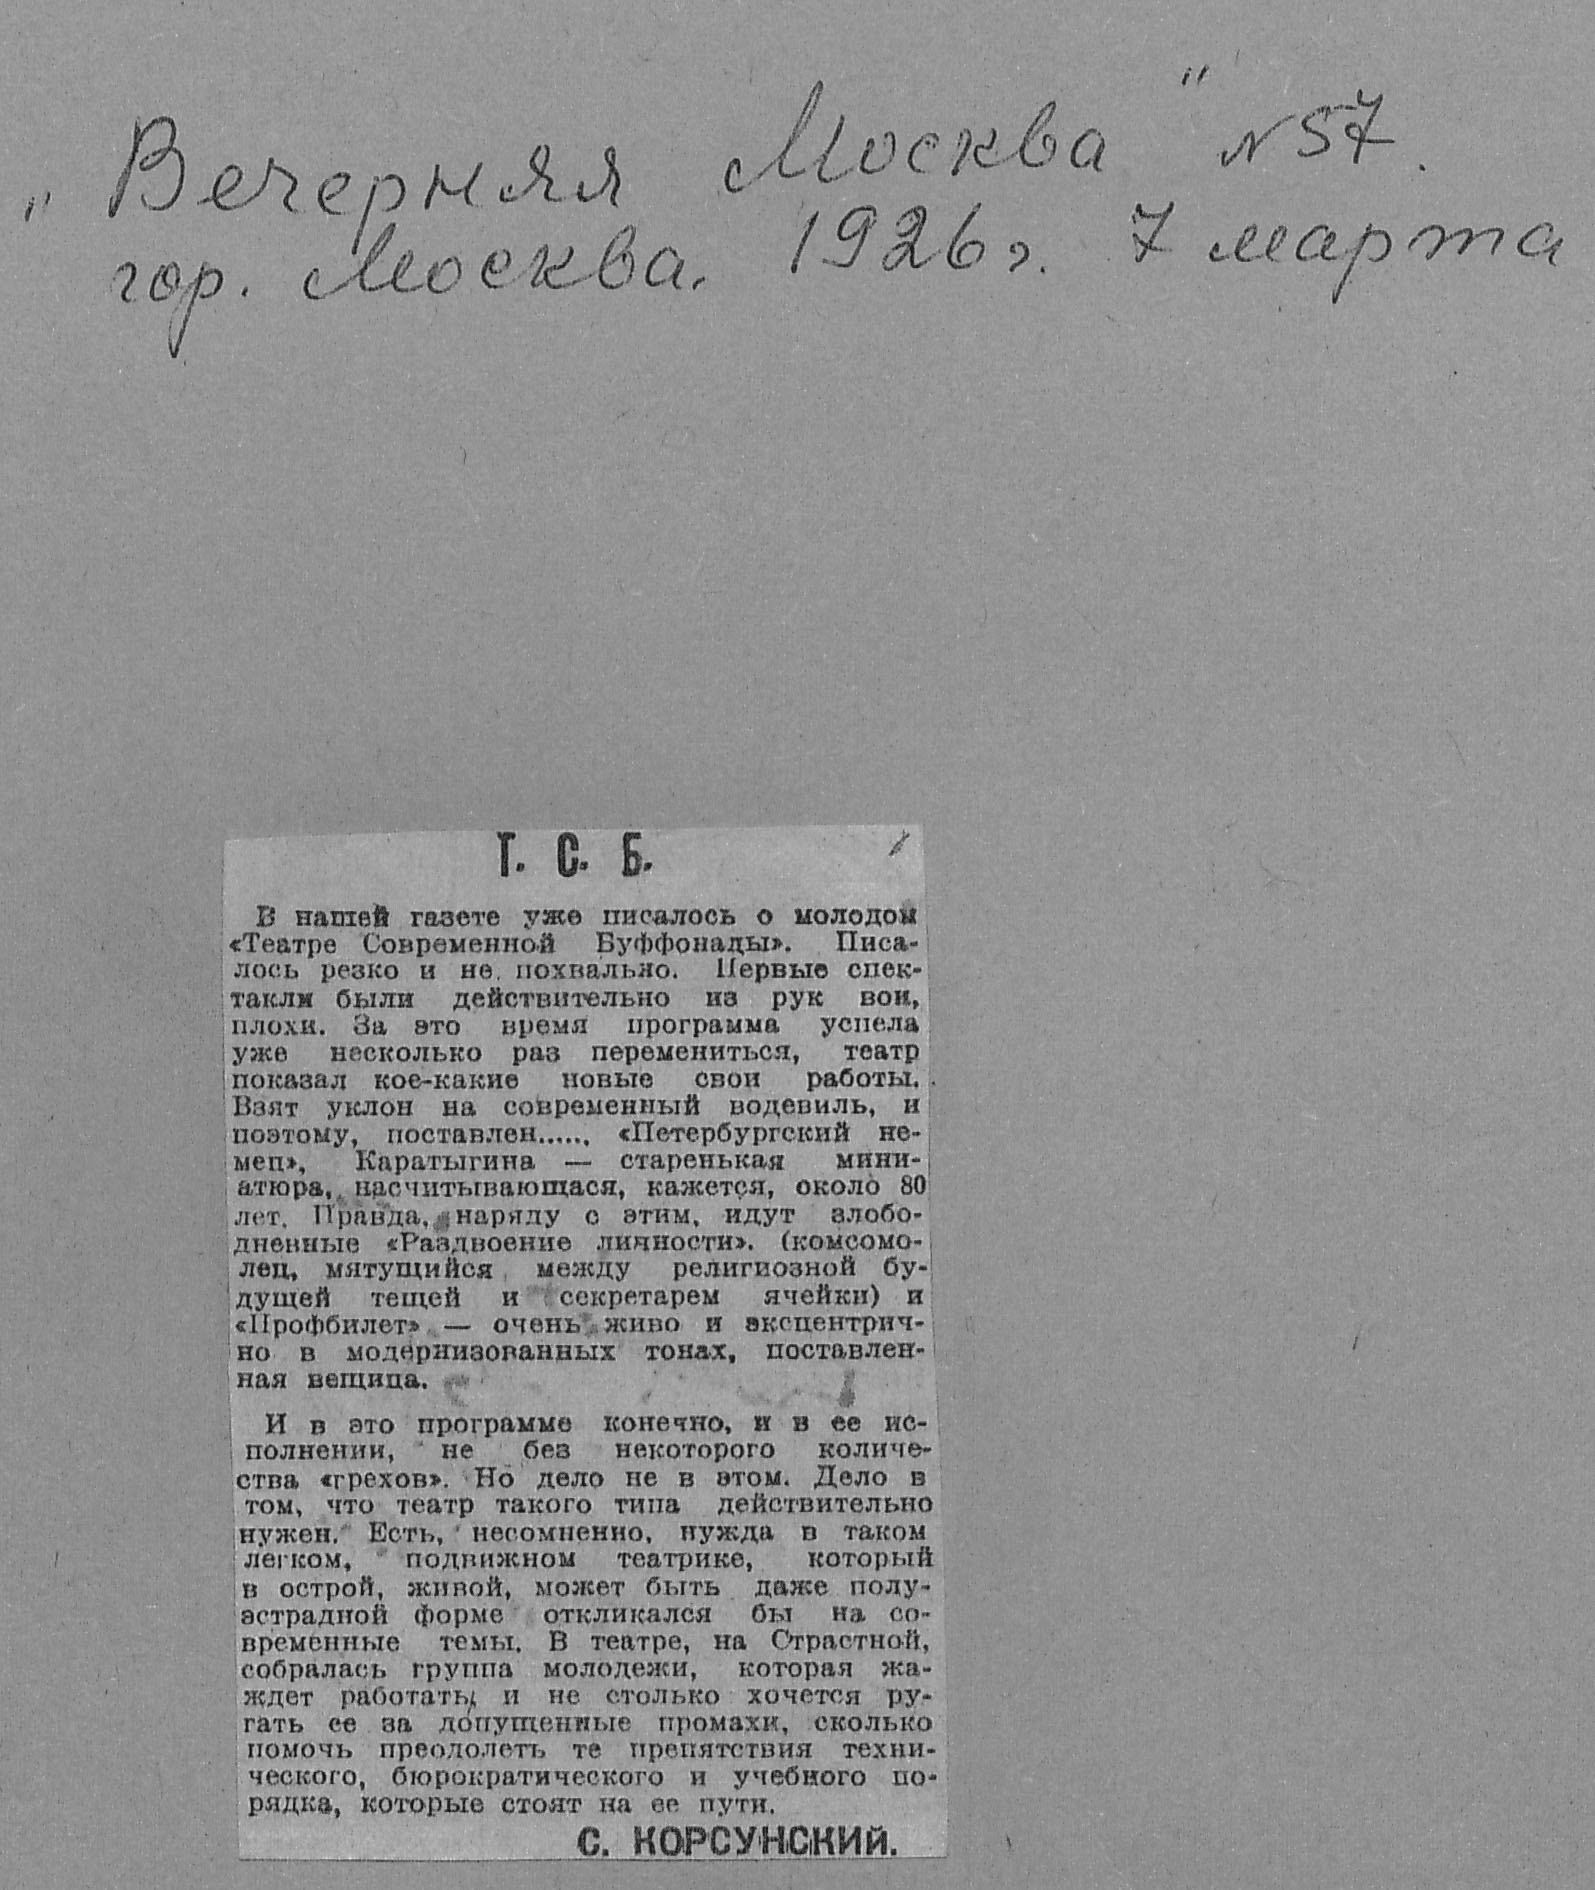 „Вечерняя Москва" № 57.
гор. Москва. 1926 г. 7 марта
Т. С. Б.
В нашей газете уже писалось о молодом
«Театре Современной Буффонады». Писа-
лось резко и не похвально. Первые спек-
такли были действительно из рук вон,
плохи. За это время программа успела
уже несколько раз перемениться, театр
показал кое-какие новые свои работы.
Взят уклон на современный водевиль, и
поэтому, поставлен....., «Петербургский не-
мец», Каратыгина — старенькая мини-
атюра, насчитывающася, кажется, около 80
лет. Правда, наряду с этим, идут злобо-
дневные «Раздвоение личности». (комсомо-
лец, мятущийся между религиозной бу-
дущей тещей и секретарем ячейки) и
«Профбилет» — очень живо и эксцентрич-
но в модернизованных тонах, поставлен-
ная вещица.
И в это программе конечно, и в ее ис-
полнении, не без некоторого количе-
ства «грехов». Но дело не в этом. Дело в
том, что театр такого типа действительно
нужен. Есть, несомненно, нужда в таком
легком, подвижном театрике, который
в острой, живой, может быть даже полу-
эстрадной форме откликался бы на со-
временные темы. В театре, на Страстной,
собралась группа молодежи, которая жа-
ждет работать, и не столько хочется ру-
гать ее за допущенные промахи, сколько
помочь преодолеть те препятствия техни-
ческого, бюрократического и учебного по-
рядка, которые стоят на ее пути.
С. КОРСУНСКИЙ.